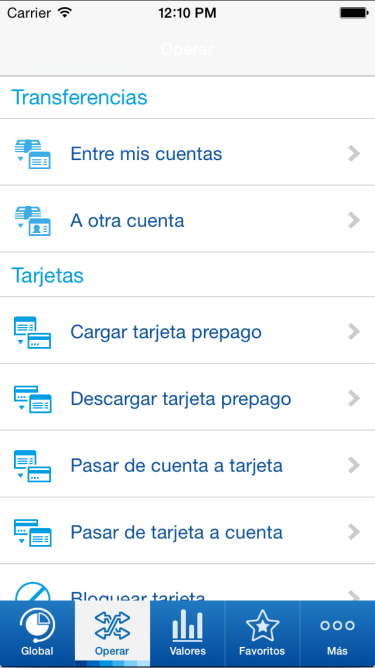 Carrier 12:10 PM
Operar
Transferencias
Entre mis cuentas
A otra cuenta
Tarjetas
Cargar tarjeta prepago
Descargar tarjeta prepago
Pasar de cuenta a tarjeta
Pasar de tarjeta a cuenta
Bloquear tarjeta
Global Operar Valores Favoritos Más